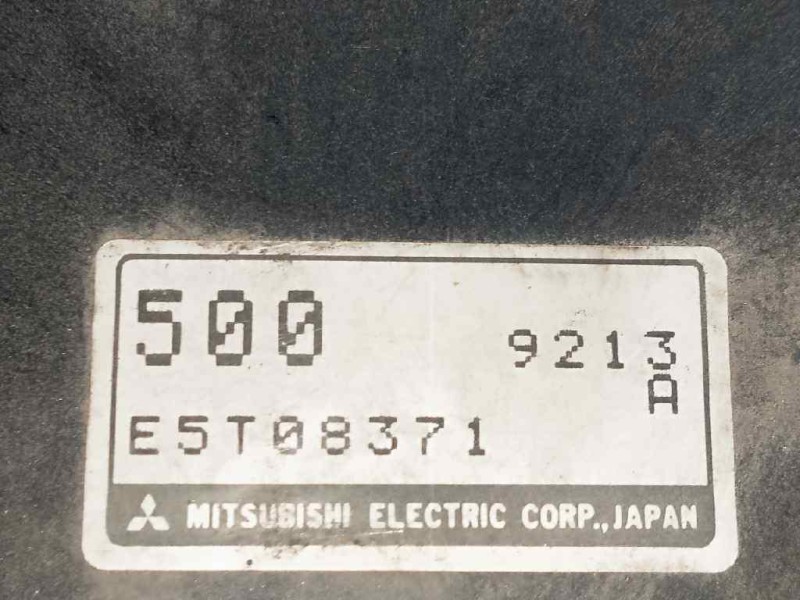 500 9213
A
E5T08371
MITSUBISHI ELECTRIC CORP., JAPAN